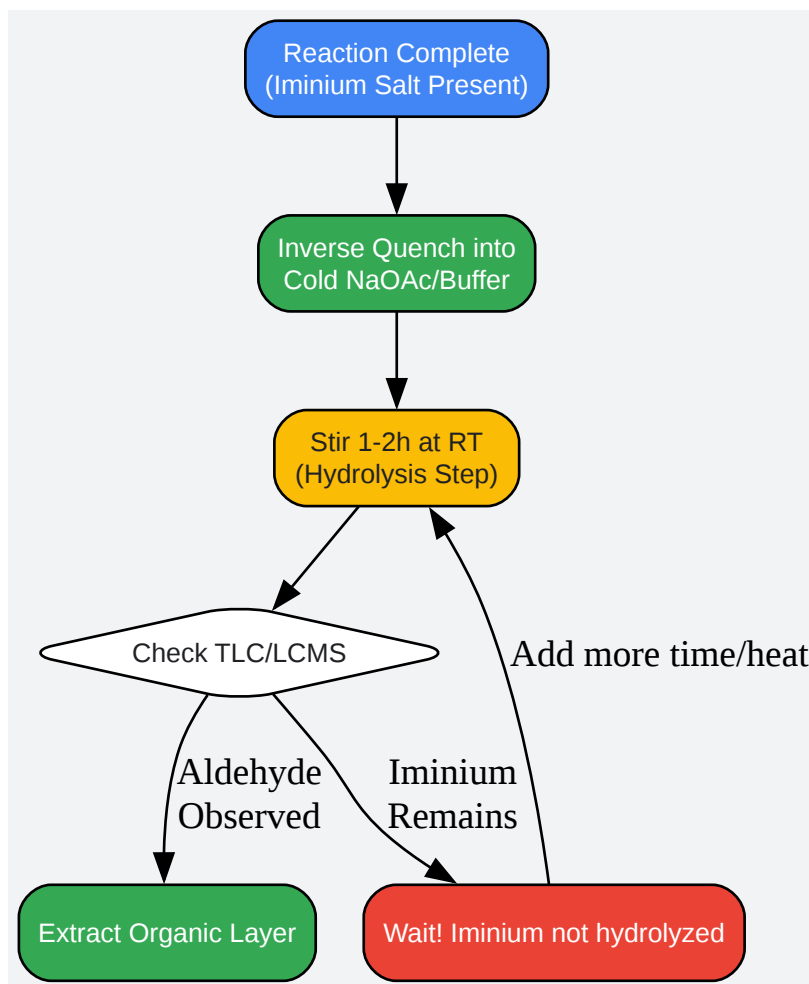 Reaction Complete
(Iminium Salt Present)
Inverse Quench into
Cold NaOAc/Buffer
Stir 1-2h at RT
(Hydrolysis Step)
Check TLC/LCMS
Add more time/heat
Aldehyde
Observed
Iminium
Remains
Extract Organic Layer
Wait! Iminium not hydrolyzed